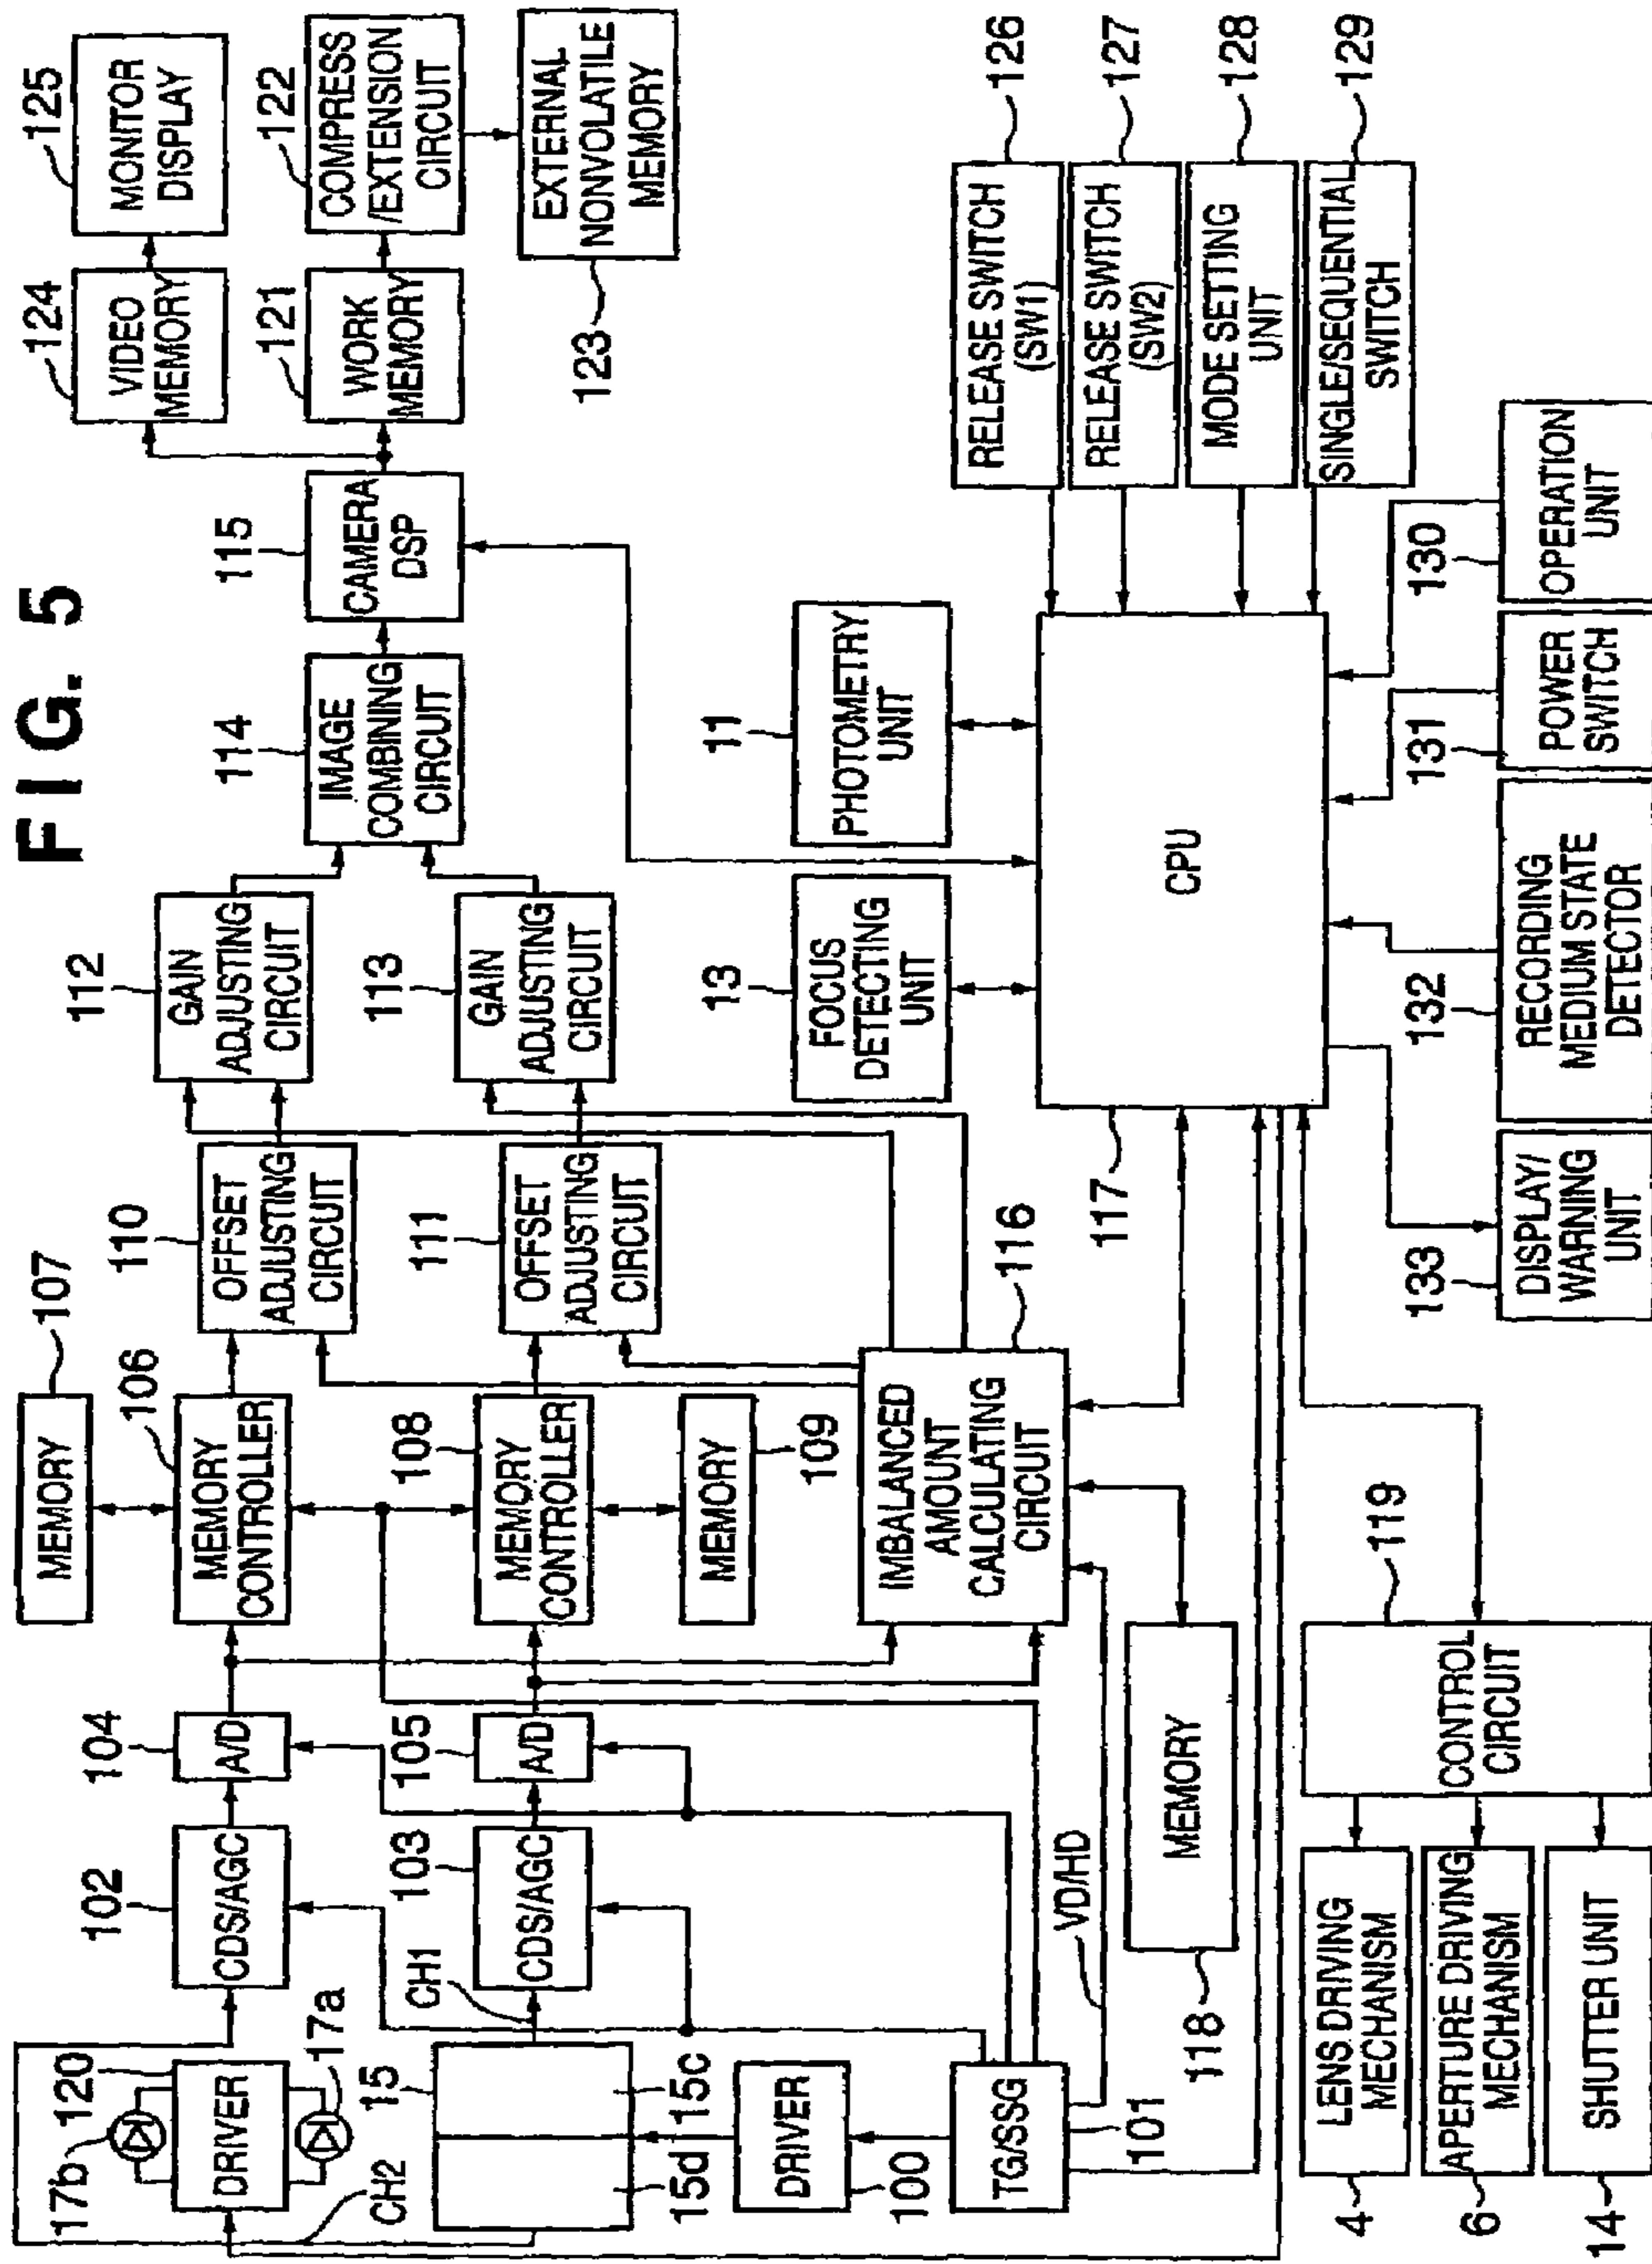 FIG. 5
17b
120
DRIVER
17a
CH2
102
CDS/AGC
104
A/D
106
MEMORY
CONTROLLER
MEMORY
107
110
OFFSET
ADJUSTING
CIRCUIT
112
GAIN
ADJUSTING
CIRCUIT
114
IMAGE
COMBINING
CIRCUIT
115
CAMERA
DSP
124
VIDEO
MEMORY
125
MONITOR
DISPLAY
121
WORK
MEMORY
122
COMPRESS
/EXTENSION
CIRCUIT
EXTERNAL
NONVOLATILE
MEMORY
123
15
15d
15c
CH1
103
CDS/AGC
105
A/D
108
MEMORY
CONTROLLER
MEMORY
109
111
OFFSET
ADJUSTING
CIRCUIT
113
GAIN
ADJUSTING
CIRCUIT
DRIVER
100
TG/SSG
101
VD/HD
IMBALANCED
AMOUNT
CALCULATING
CIRCUIT
116
MEMORY
118
13
FOCUS
DETECTING
UNIT
11
PHOTOMETRY
UNIT
CPU
117
RELEASE SWITCH
(SW1)
126
RELEASE SWITCH
(SW2)
127
MODE SETTING
UNIT
128
SINGLE/SEQUENTIAL
SWITCH
129
LENS DRIVING
MECHANISM
4
APERTURE DRIVING
MECHANISM
6
SHUTTER UNIT
14
CONTROL
CIRCUIT
119
133
DISPLAY/
WARNING
UNIT
132
RECORDING
MEDIUM STATE
DETECTOR
131
POWER
SWITCH
130
OPERATION
UNIT